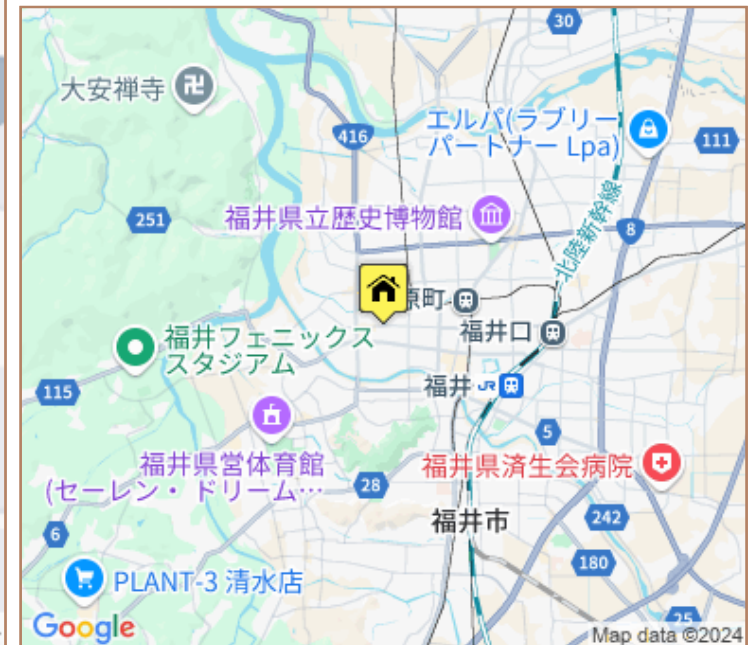 30
大安禅寺
卍
エルパ(ラブリー
パートナー Lpa)
416
111
251
福井県立歴史博物館
8
北陸新幹線
原町
福井フェニックス
スタジアム
福井口
115
福井
JR
5
福井県営体育館
(セーレン・ドリーム…
28
福井県済生会病院
福井市
242
6
180
PLANT-3 清水店
25
Google
Map data ©2024